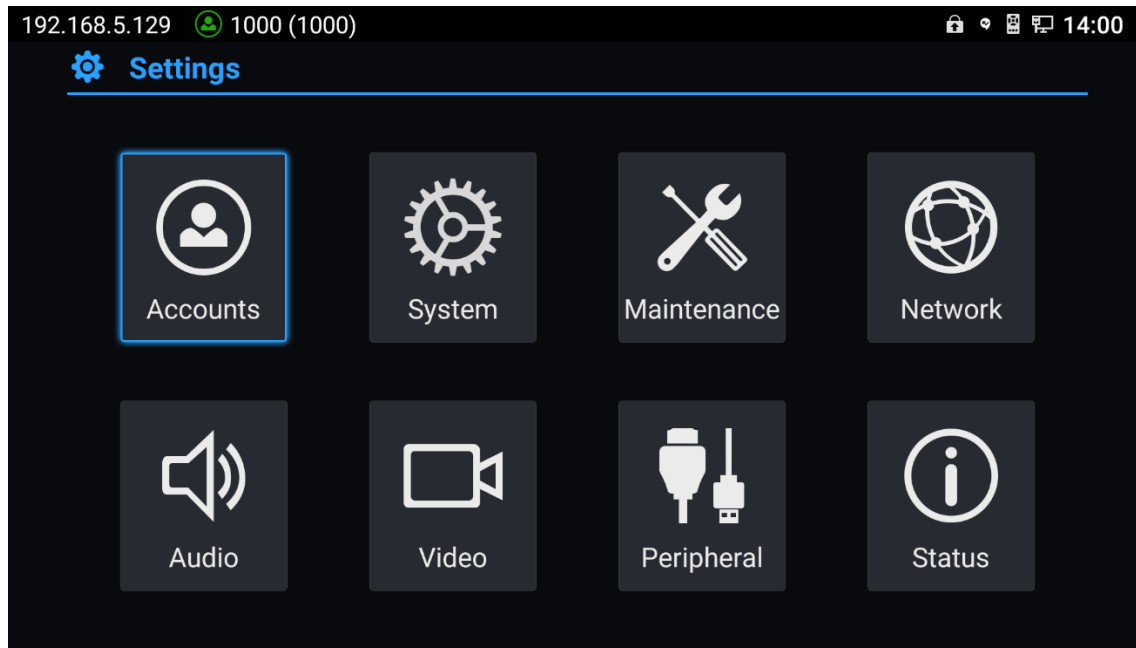 192.168.5.129 1000 (1000) 14:00
Settings
Accounts System Maintenance Network
Audio Video Peripheral Status